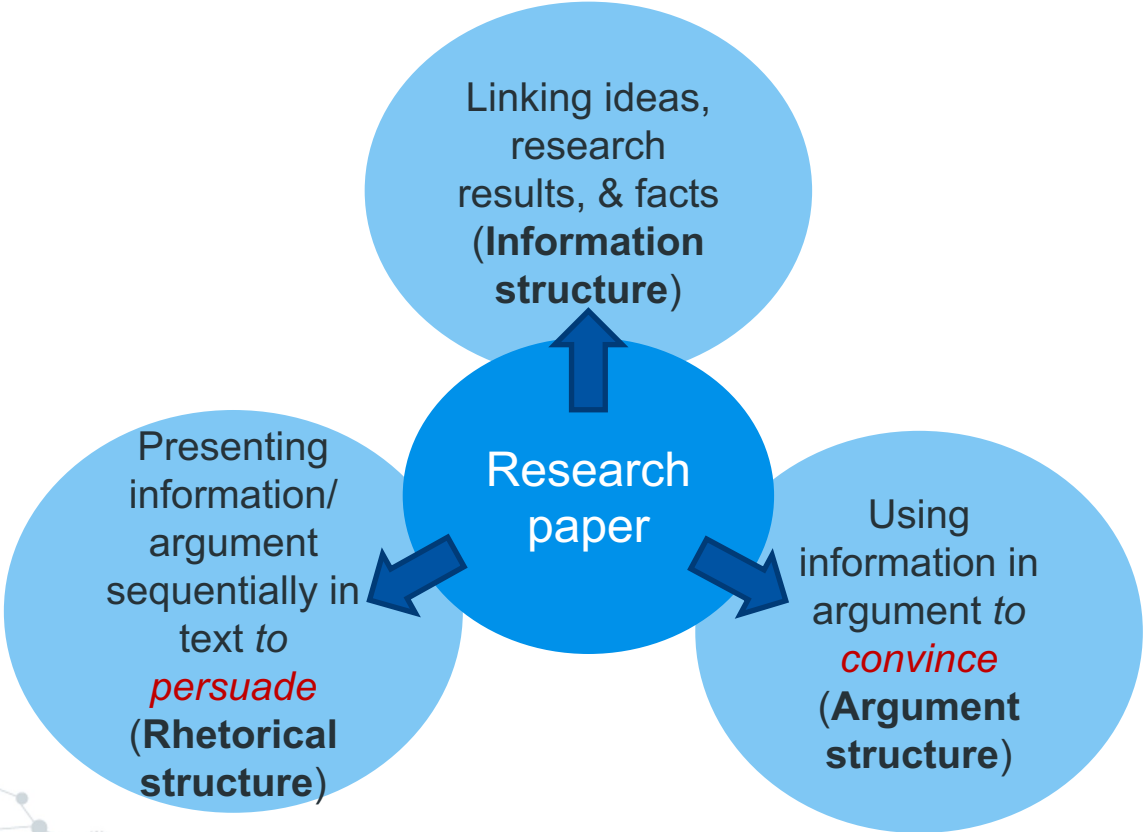 Linking ideas,
research
results, & facts
(Information
structure)
Research
paper
Presenting
information/
argument
sequentially in
text to
persuade
(Rhetorical
structure)
Using
information in
argument to
convince
(Argument
structure)